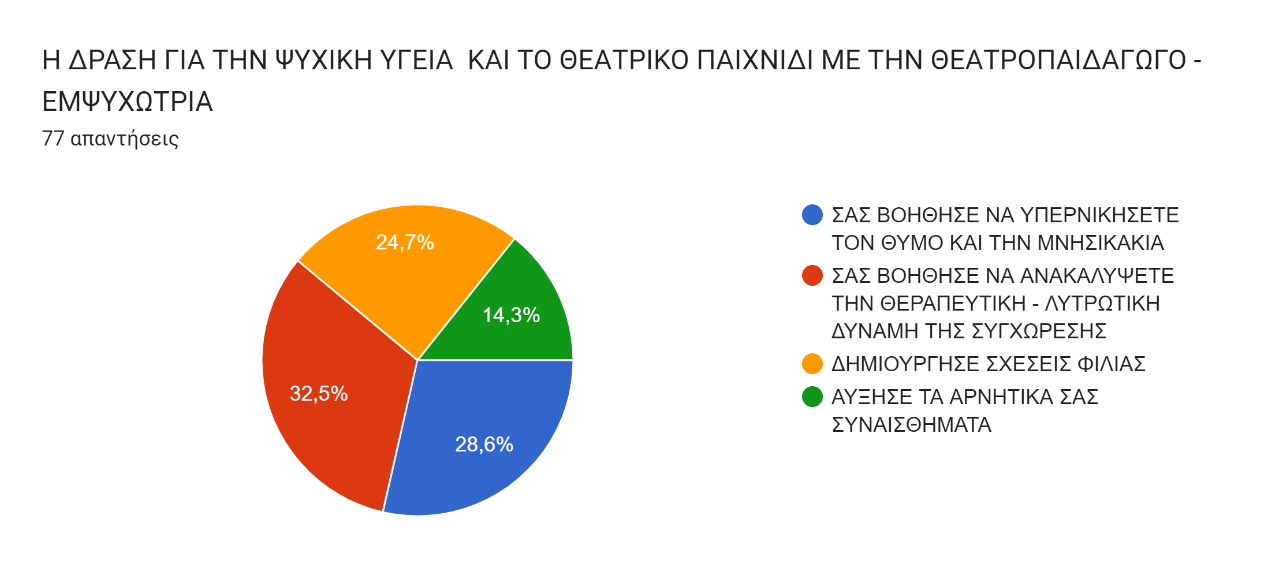 Η ΔΡΑΣΗ ΓΙΑ ΤΗΝ ΨΥΧΙΚΗ ΥΓΕΙΑ  ΚΑΙ ΤΟ ΘΕΑΤΡΙΚΟ ΠΑΙΧΝΙΔΙ ΜΕ ΤΗΝ ΘΕΑΤΡΟΠΑΙΔΑΓΩΓΟ -
ΕΜΨΥΧΩΤΡΙΑ
77 απαντήσεις
24,7%
14,3%
32,5%
28,6%
ΣΑΣ ΒΟΗΘΗΣΕ ΝΑ ΥΠΕΡΝΙΚΗΣΕΤΕ
ΤΟΝ ΘΥΜΟ ΚΑΙ ΤΗΝ ΜΝΗΣΙΚΑΚΙΑ
ΣΑΣ ΒΟΗΘΗΣΕ ΝΑ ΑΝΑΚΑΛΥΨΕΤΕ
ΤΗΝ ΘΕΡΑΠΕΥΤΙΚΗ - ΛΥΤΡΩΤΙΚΗ
ΔΥΝΑΜΗ ΤΗΣ ΣΥΓΧΩΡΕΣΗΣ
ΔΗΜΙΟΥΡΓΗΣΕ ΣΧΕΣΕΙΣ ΦΙΛΙΑΣ
ΑΥΞΗΣΕ ΤΑ ΑΡΝΗΤΙΚΑ ΣΑΣ
ΣΥΝΑΙΣΘΗΜΑΤΑ